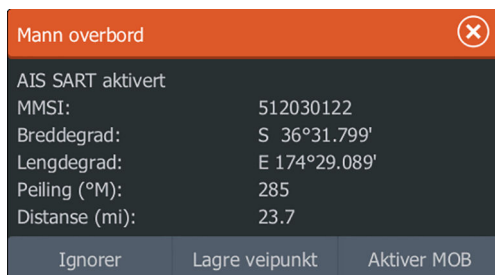 Mann overbord
AIS SART aktivert
MMSI: 512030122
Breddegrad: S 36°31.799'
Lengdegrad: E 174°29.089'
Peiling (°M): 285
Distanse (mi): 23.7
Ignorer Lagre veipunkt Aktiver MOB